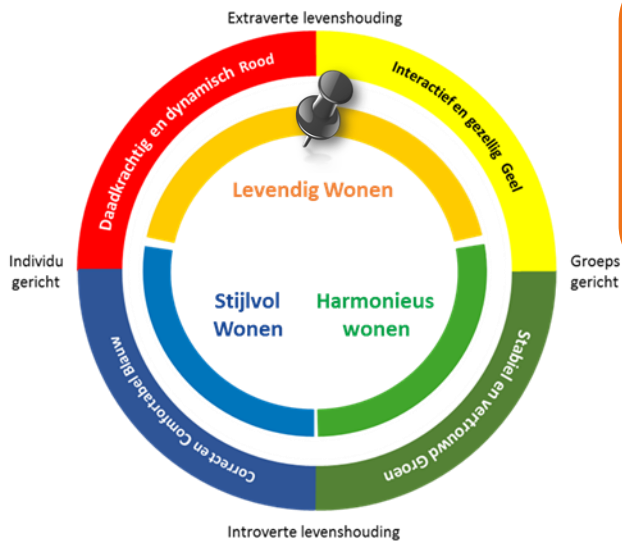 Extraverte levenshouding
Daadkrachtig en dynamisch Rood
Interactief en gezellig Geel
Levendig Wonen
Individu
gericht
Groeps
gericht
Stijlvol
Wonen
Harmonieus
wonen
Correct en Comfortabel Blauw
Stabiel en vertrouwd Groen
Introverte levenshouding